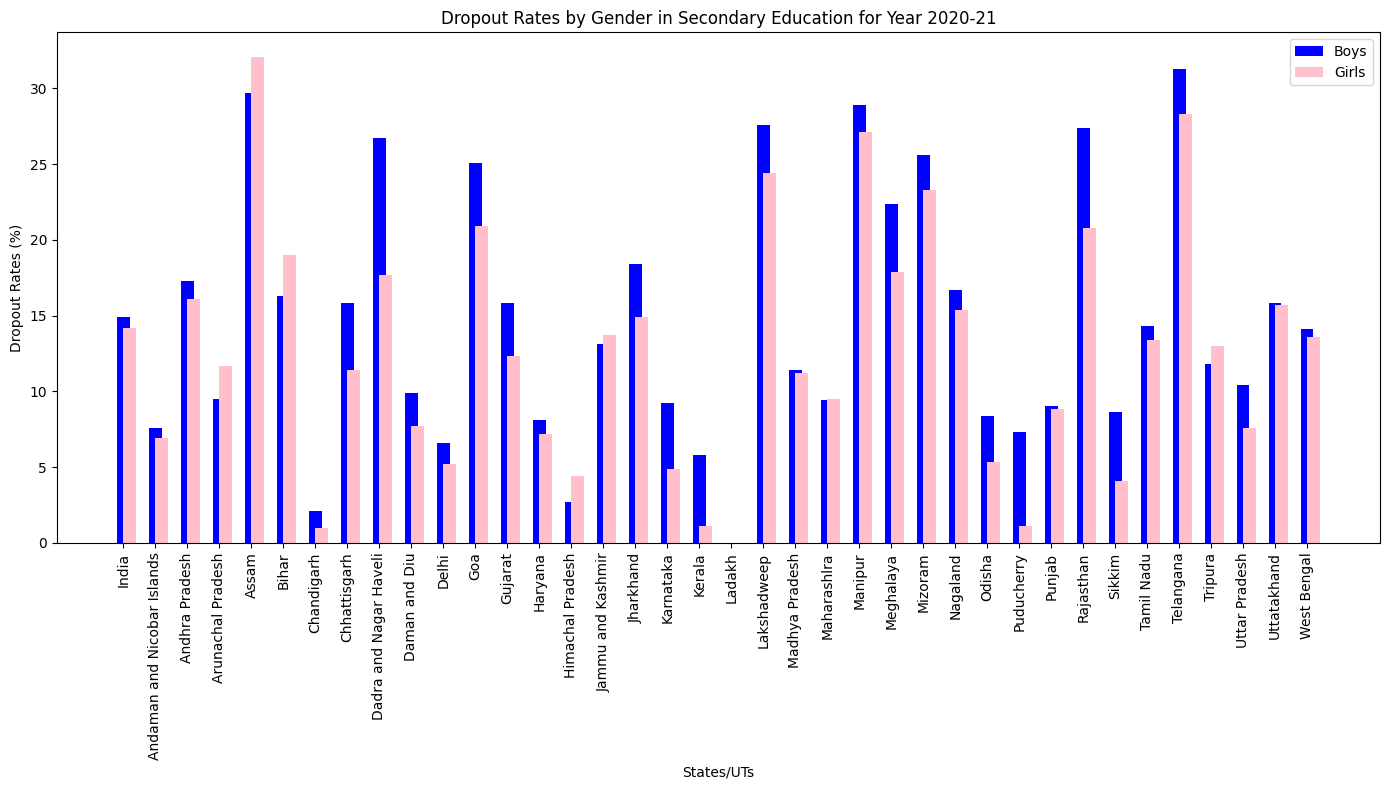 Dropout Rates by Gender in Secondary Education for Year 2020-21
Boys
Girls
Dropout Rates (%)
30
25
20
15
10
5
0
India
Andaman and Nicobar Islands
Andhra Pradesh
Arunachal Pradesh
Assam
Bihar
Chandigarh
Chhattisgarh
Dadra and Nagar Haveli
Daman and Diu
Delhi
Goa
Gujarat
Haryana
Himachal Pradesh
Jammu and Kashmir
Jharkhand
Karnataka
Kerala
Ladakh
Lakshadweep
Madhya Pradesh
Maharashtra
Manipur
Meghalaya
Mizoram
Nagaland
Odisha
Puducherry
Punjab
Rajasthan
Sikkim
Tamil Nadu
Telangana
Tripura
Uttar Pradesh
Uttakhand
West Bengal
States/UTs